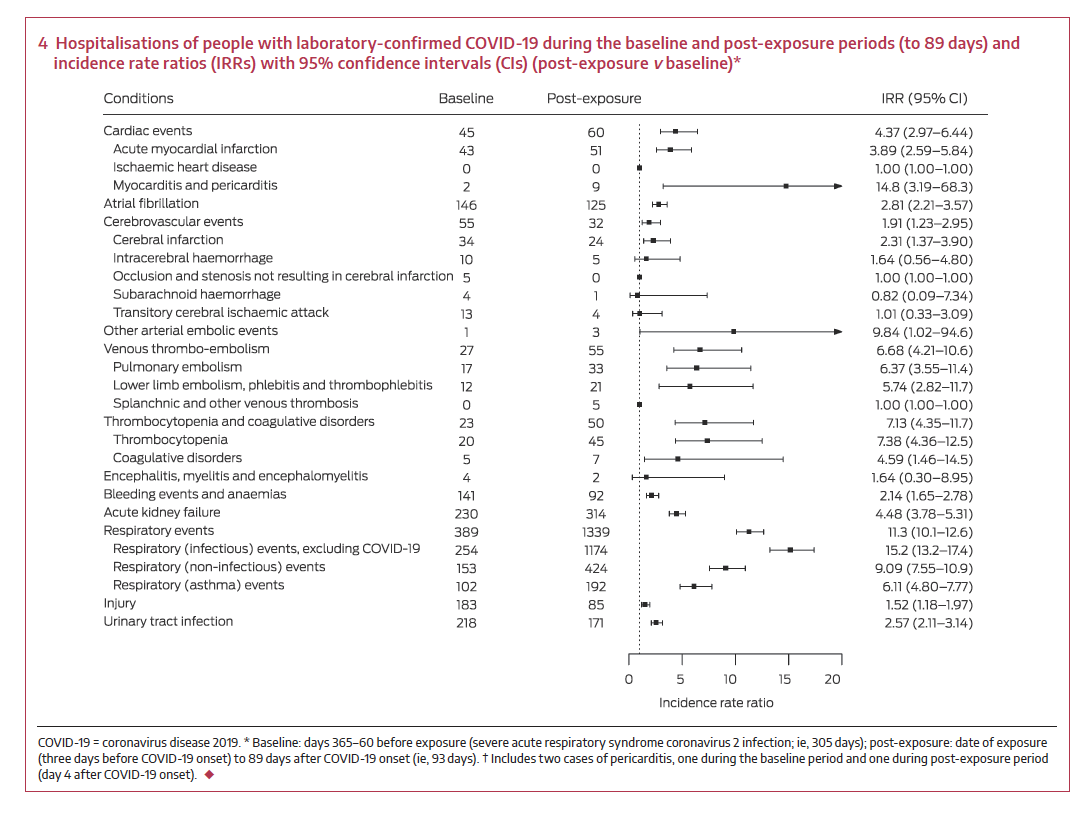 4 Hospitalisations of people with laboratory-confirmed COVID-19 during the baseline and post-exposure periods (to 89 days) and
incidence rate ratios (IRRs) with 95% confidence intervals (CIs) (post-exposure v baseline)*
Conditions Baseline Post-exposure IRR (95% CI)
Cardiac events 45 60 4.37 (2.97–6.44)
Acute myocardial infarction 43 51 3.89 (2.59–5.84)
Ischaemic heart disease 0 0 1.00 (1.00–1.00)
Myocarditis and pericarditis 2 9 14.8 (3.19–68.3)
Atrial fibrillation 146 125 2.81 (2.21–3.57)
Cerebrovascular events 55 32 1.91 (1.23–2.95)
Cerebral infarction 34 24 2.31 (1.37–3.90)
Intracerebral haemorrhage 10 5 1.64 (0.56–4.80)
Occlusion and stenosis not resulting in cerebral infarction 5 0 1.00 (1.00–1.00)
Subarachnoid haemorrhage 4 1 0.82 (0.09–7.34)
Transitory cerebral ischaemic attack 13 4 1.01 (0.33–3.09)
Other arterial embolic events 1 3 9.84 (1.02–94.6)
Venous thrombo-embolism 27 55 6.68 (4.21–10.6)
Pulmonary embolism 17 33 6.37 (3.55–11.4)
Lower limb embolism, phlebitis and thrombophlebitis 12 21 5.74 (2.82–11.7)
Splanchnic and other venous thrombosis 0 5 1.00 (1.00–1.00)
Thrombocytopenia and coagulative disorders 23 50 7.13 (4.35–11.7)
Thrombocytopenia 20 45 7.38 (4.36–12.5)
Coagulative disorders 5 7 4.59 (1.46–14.5)
Encephalitis, myelitis and encephalomyelitis 4 2 1.64 (0.30–8.95)
Bleeding events and anaemias 141 92 2.14 (1.65–2.78)
Acute kidney failure 230 314 4.48 (3.78–5.31)
Respiratory events 389 1339 11.3 (10.1–12.6)
Respiratory (infectious) events, excluding COVID-19 254 1174 15.2 (13.2–17.4)
Respiratory (non-infectious) events 153 424 9.09 (7.55–10.9)
Respiratory (asthma) events 102 192 6.11 (4.80–7.77)
Injury 183 85 1.52 (1.18–1.97)
Urinary tract infection 218 171 2.57 (2.11–3.14)
0 5 10 15 20
Incidence rate ratio
COVID-19 = coronavirus disease 2019. * Baseline: days 365–60 before exposure (severe acute respiratory syndrome coronavirus 2 infection; ie, 305 days); post-exposure: date of exposure
(three days before COVID-19 onset) to 89 days after COVID-19 onset (ie, 93 days). † Includes two cases of pericarditis, one during the baseline period and one during post-exposure period
(day 4 after COVID-19 onset). ◆